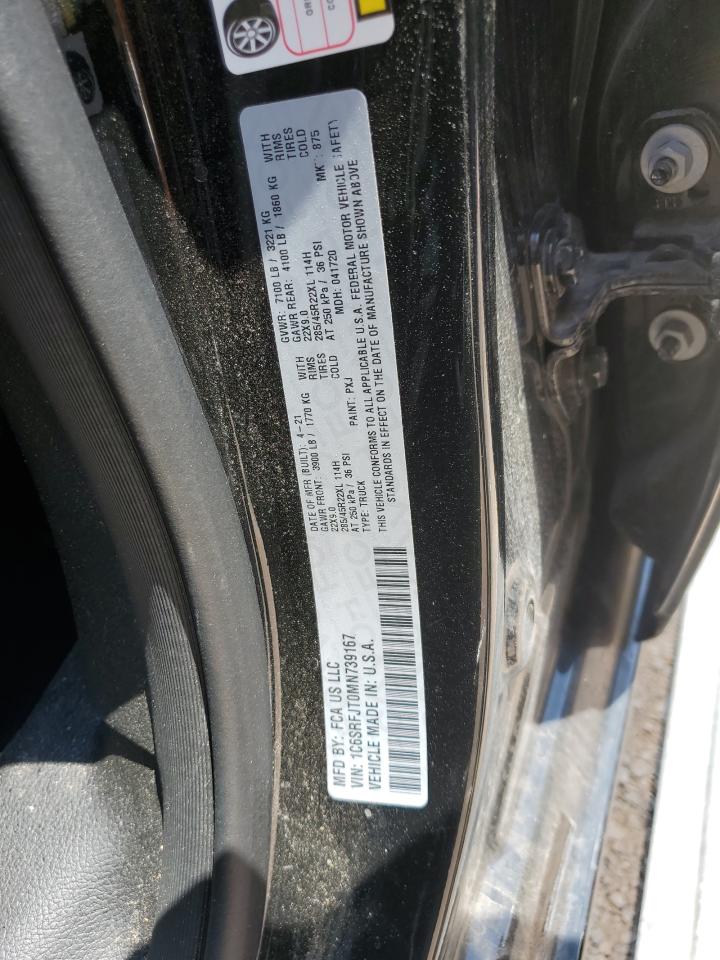 MFD BY: FCA US LLC
VIN: 1C6SRFJT0MN739167
VEHICLE MADE IN: U.S.A.
DATE OF MFR (BUILT): 4-21
GAWR FRONT: 3900 LB / 1770 KG WITH
22X9.0 RIMS
285/45R22XL 114H TIRES
AT 250 kPa / 36 PSI COLD
TYPE: TRUCK
PAINT: PXJ
GVWR: 7100 LB / 3221 KG
GAWR REAR: 4100 LB / 1860 KG WITH
22X9.0 RIMS
285/45R22XL 114H TIRES
AT 250 kPa / 36 PSI COLD
MDH: 041720
MK: 875
THIS VEHICLE CONFORMS TO ALL APPLICABLE U.S.A. FEDERAL MOTOR VEHICLE SAFETY
STANDARDS IN EFFECT ON THE DATE OF MANUFACTURE SHOWN ABOVE